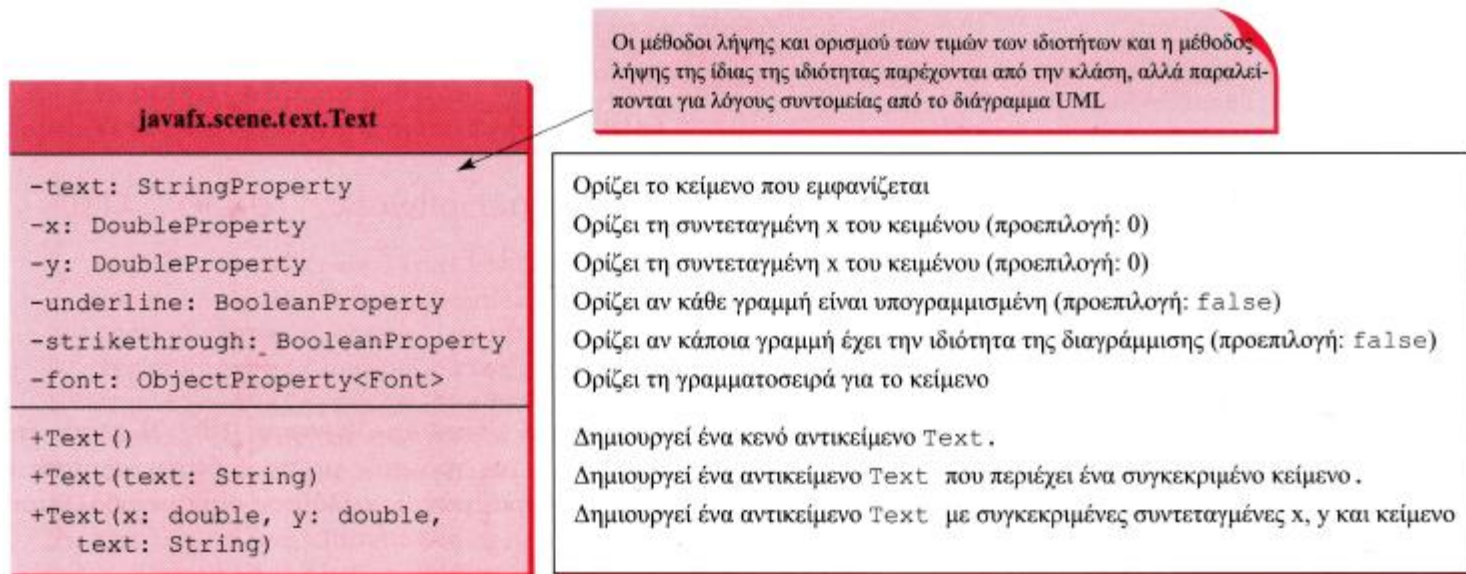 Οι μέθοδοι λήψης και ορισμού των τιμών των ιδιοτήτων και η μέθοδος
λήψης της ίδιας της ιδιότητας παρέχονται από την κλάση, αλλά παραλεί-
πονται για λόγους συντομείας από το διάγραμμα UML
javafx.scene.text.Text
-text: StringProperty
-x: DoubleProperty
-y: DoubleProperty
-underline: BooleanProperty
-strikethrough: BooleanProperty
-font: ObjectProperty<Font>
+Text()
+Text(text: String)
+Text(x: double, y: double,
text: String)
Ορίζει το κείμενο που εμφανίζεται
Ορίζει τη συντεταγμένη x του κειμένου (προεπιλογή: 0)
Ορίζει τη συντεταγμένη x του κειμένου (προεπιλογή: 0)
Ορίζει αν κάθε γραμμή είναι υπογραμμισμένη (προεπιλογή: false)
Ορίζει αν κάποια γραμμή έχει την ιδιότητα της διαγράμμισης (προεπιλογή: false)
Ορίζει τη γραμματοσειρά για το κείμενο
Δημιουργεί ένα κενό αντικείμενο Text.
Δημιουργεί ένα αντικείμενο Text που περιέχει ένα συγκεκριμένο κείμενο.
Δημιουργεί ένα αντικείμενο Text με συγκεκριμένες συντεταγμένες x, y και κείμενο